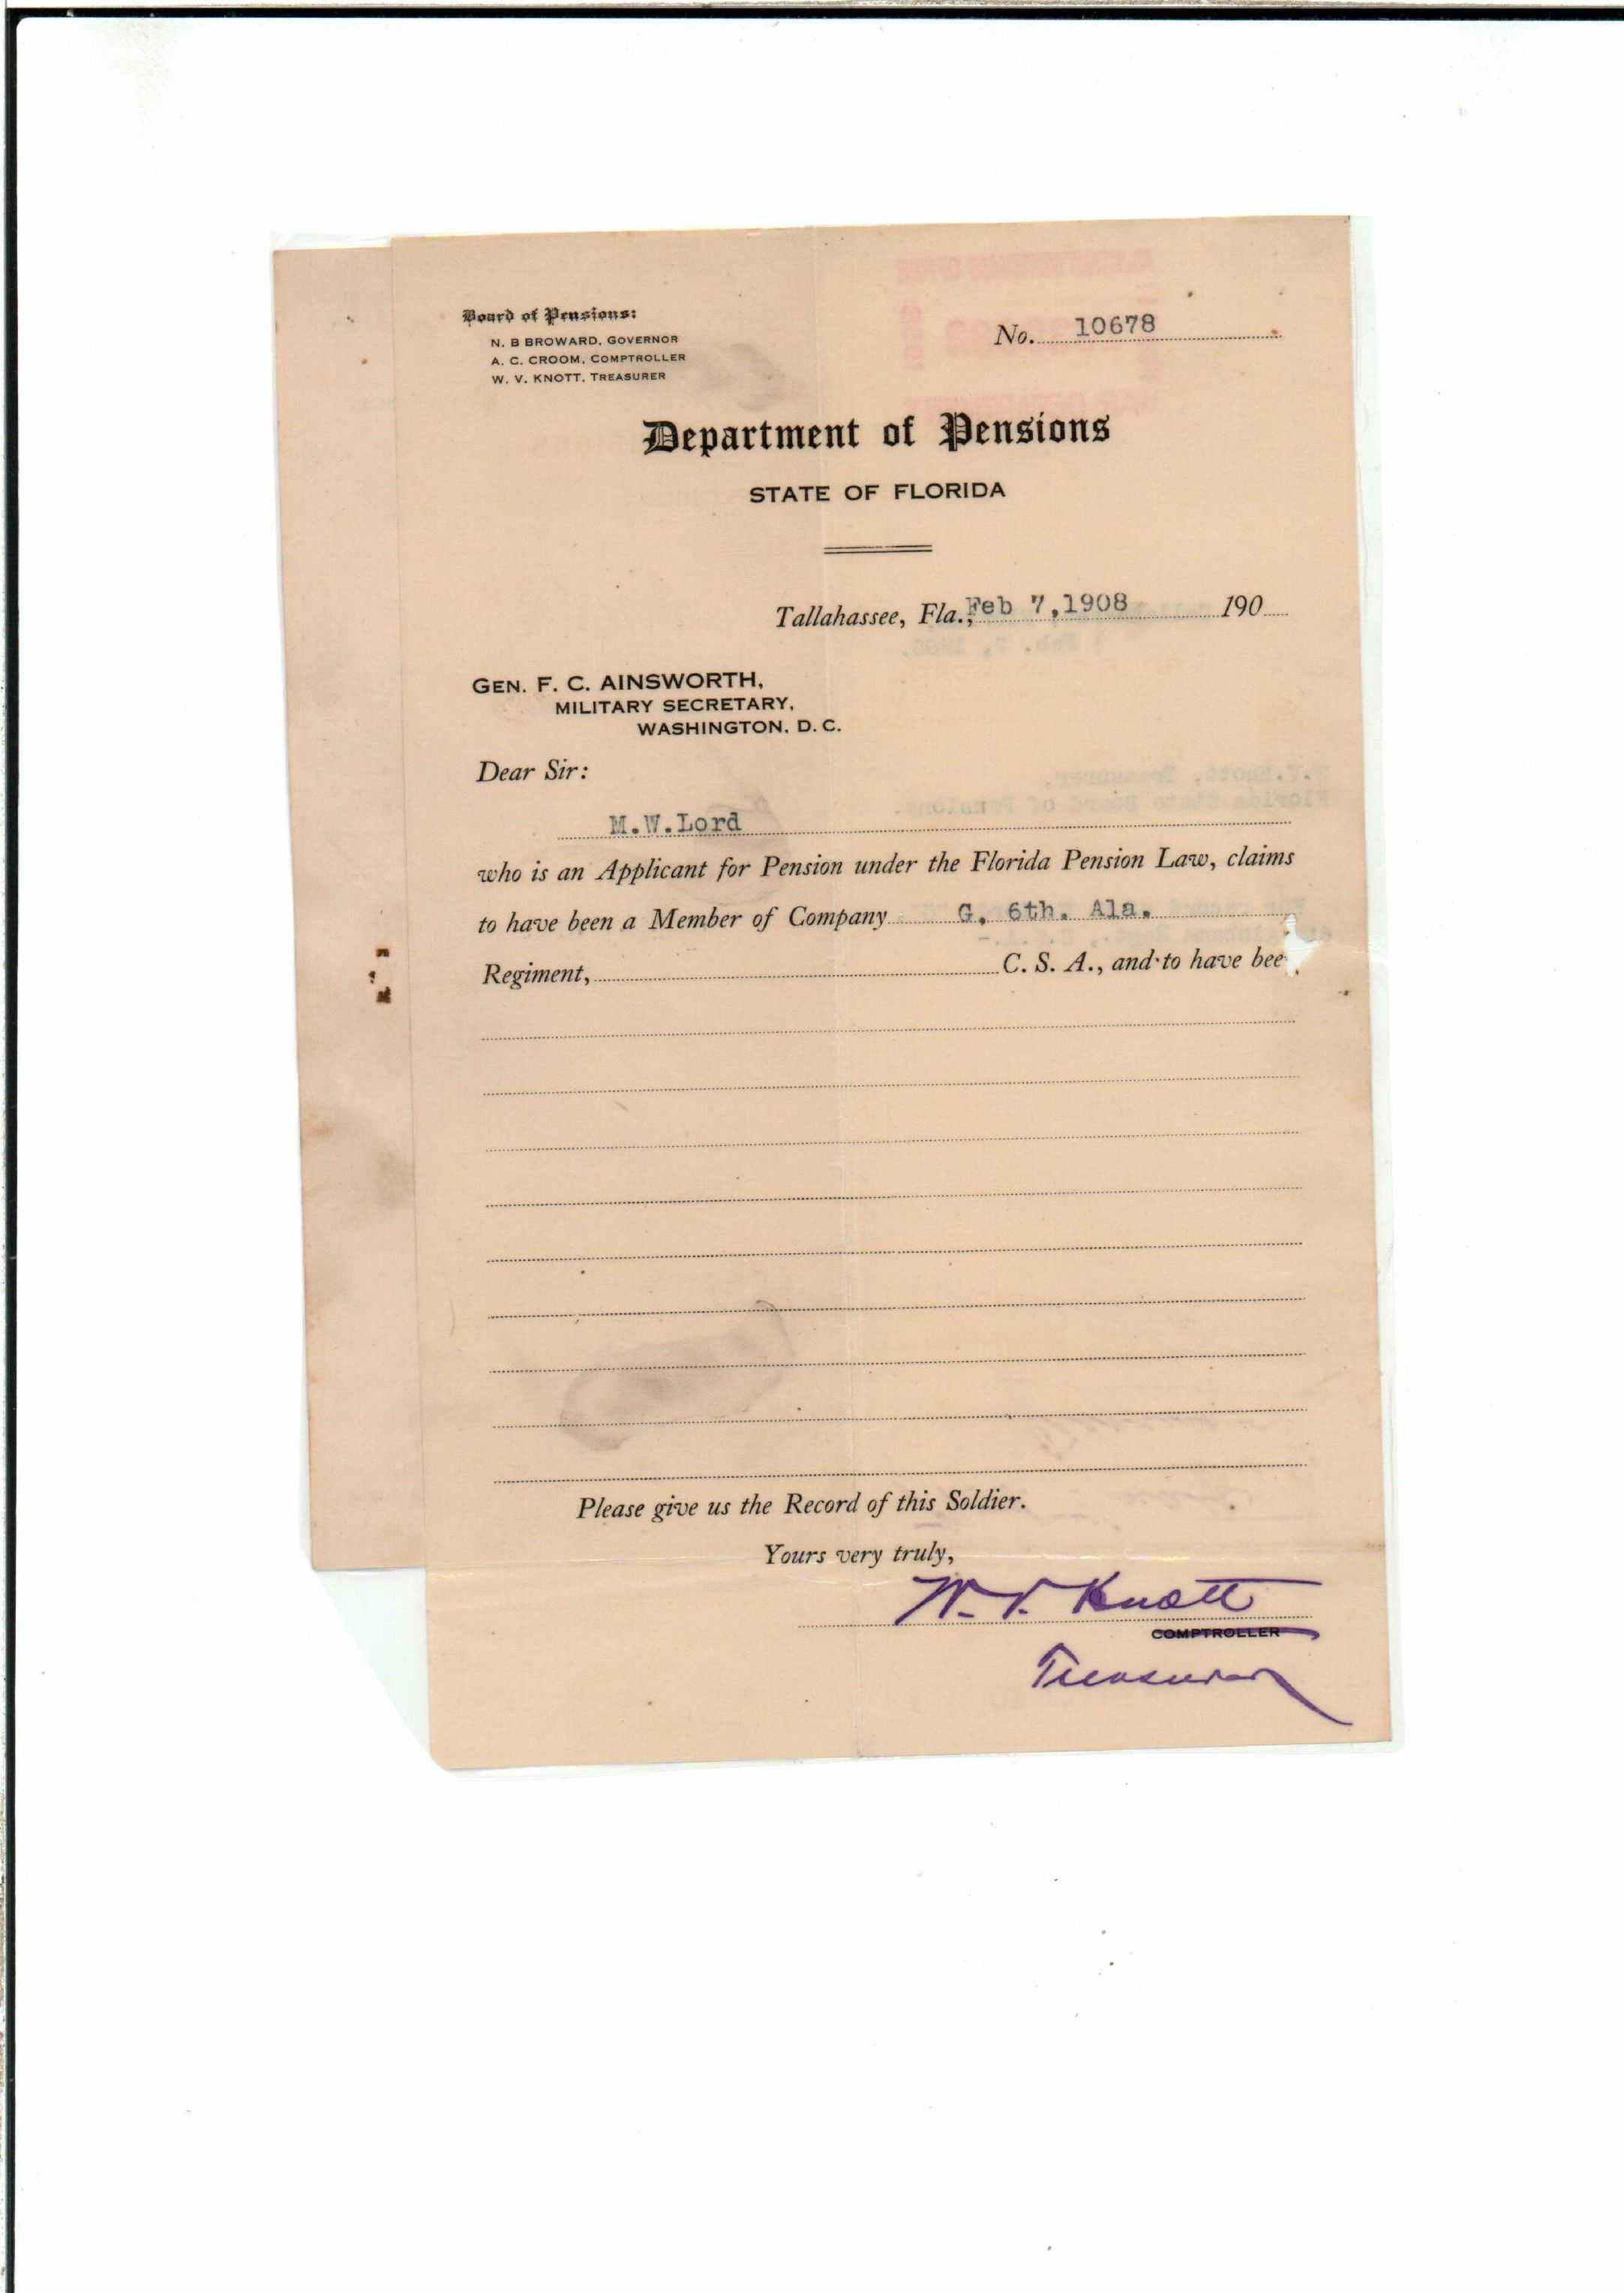 Board of Pensions:
N. B BROWARD, GOVERNOR
A. C. CROOM, COMPTROLLER
W. V. KNOTT, TREASURER
No. 10678
Department of Pensions
STATE OF FLORIDA
Tallahassee, Fla., Feb 7,1908 190
GEN. F. C. AINSWORTH,
MILITARY SECRETARY,
WASHINGTON, D. C.
Dear Sir:
M.W.Lord
who is an Applicant for Pension under the Florida Pension Law, claims
to have been a Member of Company G, 6th. Ala.
Regiment, C. S. A., and to have bee
Please give us the Record of this Soldier.
Yours very truly,
W. V. Knott
COMPTROLLER
Treasurer